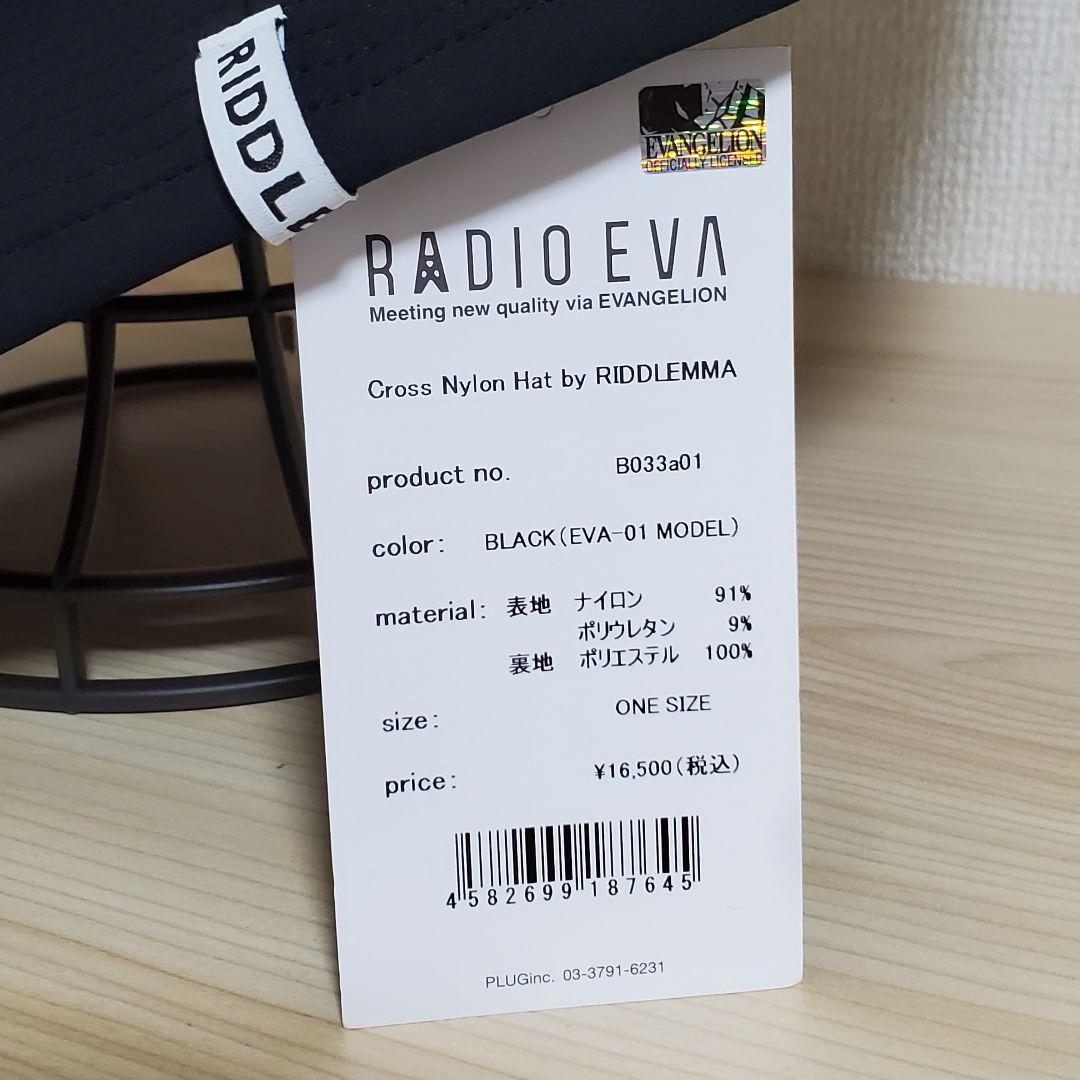 RIDDLE
EVANGELION
OFFICIALLY LICENSED
RADIO EVA
Meeting new quality via EVANGELION
Cross Nylon Hat by RIDDLEMMA
product no. B033a01
color: BLACK(EVA-01 MODEL)
material: 表地 ナイロン 91%
ポリウレタン 9%
裏地 ポリエステル 100%
size: ONE SIZE
price: ¥16,500(税込)
4 582699 187645
PLUGinc. 03-3791-6231